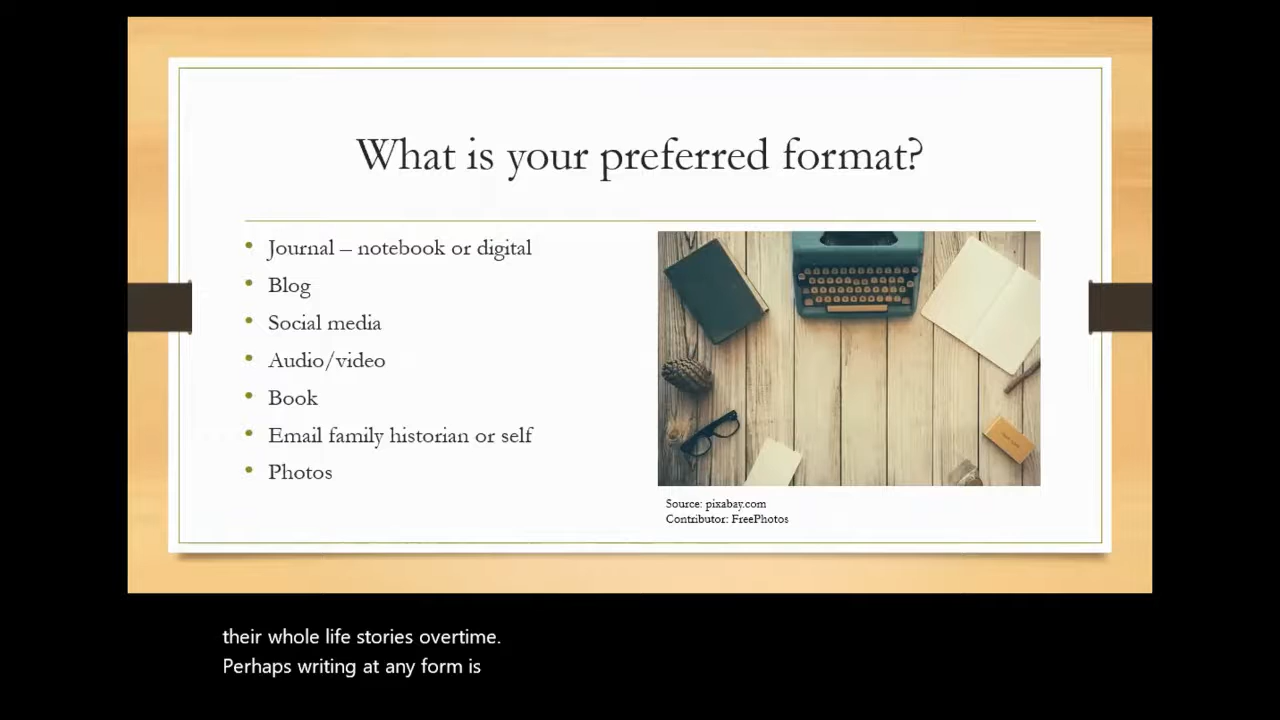 What is your preferred format?
Journal – notebook or digital
Blog
Social media
Audio/video
Book
Email family historian or self
Photos
Source: pixabay.com
Contributor: FreePhotos
their whole life stories overtime.
Perhaps writing at any form is